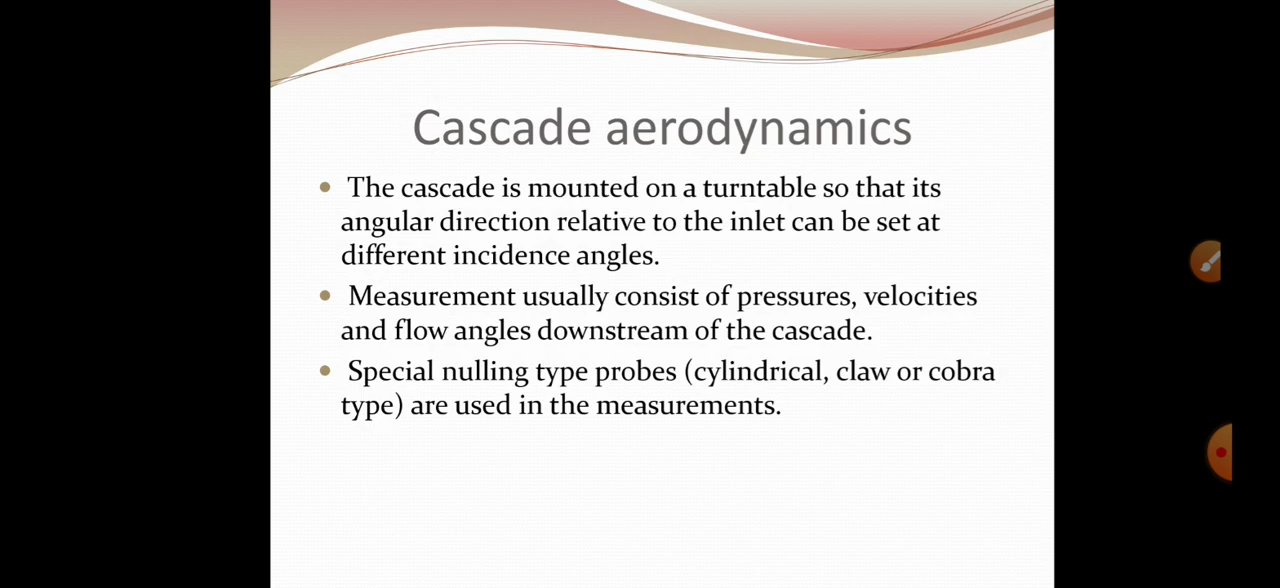 Cascade aerodynamics
The cascade is mounted on a turntable so that its
angular direction relative to the inlet can be set at
different incidence angles.
Measurement usually consist of pressures, velocities
and flow angles downstream of the cascade.
Special nulling type probes (cylindrical, claw or cobra
type) are used in the measurements.